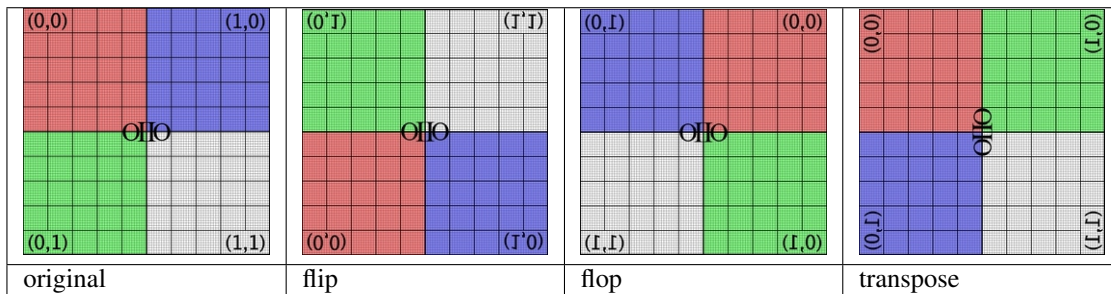 (0,0) (1,0) (0,1) (1,1) (1,0) (0,0) (0,0) (0,1)
OHO OHO OHO OHO
(0,1) (1,1) (0,0) (1,0) (1,1) (0,1) (1,0) (1,1)
original flip flop transpose